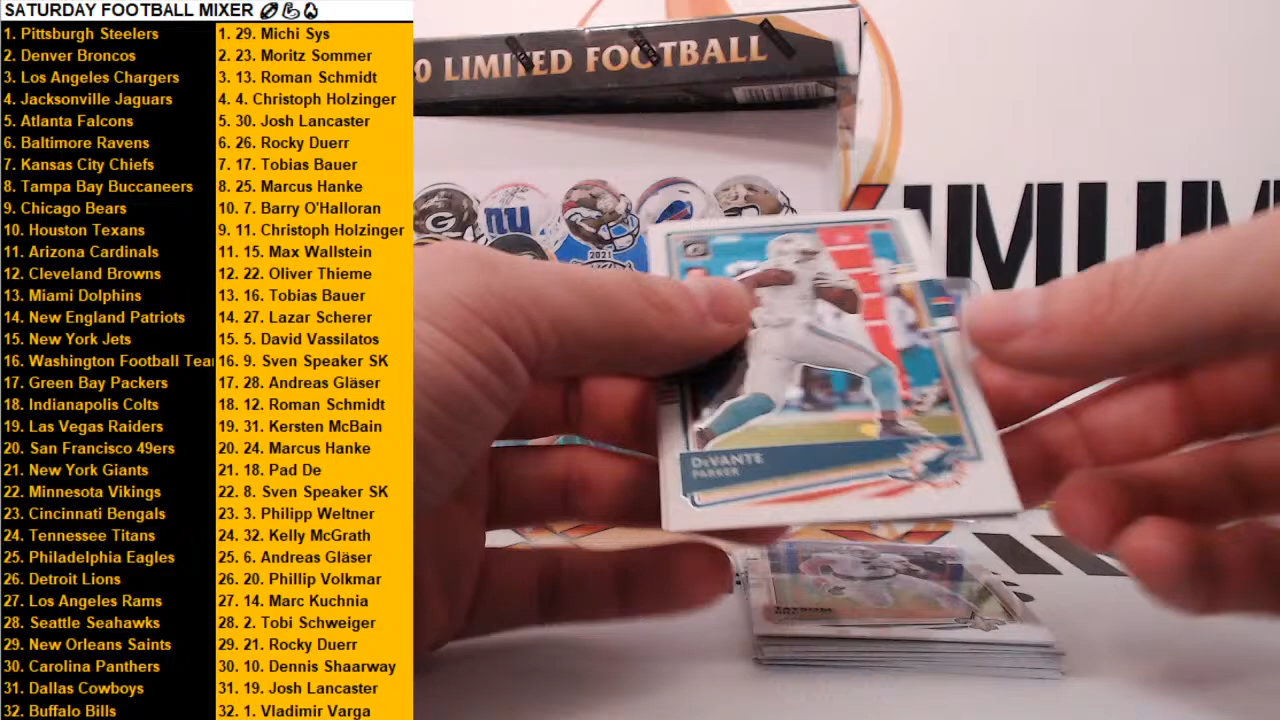 SATURDAY FOOTBALL MIXER
1. Pittsburgh Steelers 1. 29. Michi Sys
2. Denver Broncos 2. 23. Moritz Sommer
3. Los Angeles Chargers 3. 13. Roman Schmidt
4. Jacksonville Jaguars 4. 4. Christoph Holzinger
5. Atlanta Falcons 5. 30. Josh Lancaster
6. Baltimore Ravens 6. 26. Rocky Duerr
7. Kansas City Chiefs 7. 17. Tobias Bauer
8. Tampa Bay Buccaneers 8. 25. Marcus Hanke
9. Chicago Bears 10. 7. Barry O'Halloran
10. Houston Texans 9. 11. Christoph Holzinger
11. Arizona Cardinals 11. 15. Max Wallstein
12. Cleveland Browns 12. 22. Oliver Thieme
13. Miami Dolphins 13. 16. Tobias Bauer
14. New England Patriots 14. 27. Lazar Scherer
15. New York Jets 15. 5. David Vassilatos
16. Washington Football Tea 16. 9. Sven Speaker SK
17. Green Bay Packers 17. 28. Andreas Gläser
18. Indianapolis Colts 18. 12. Roman Schmidt
19. Las Vegas Raiders 19. 31. Kersten McBain
20. San Francisco 49ers 20. 24. Marcus Hanke
21. New York Giants 21. 18. Pad De
22. Minnesota Vikings 22. 8. Sven Speaker SK
23. Cincinnati Bengals 23. 3. Philipp Weltner
24. Tennessee Titans 24. 32. Kelly McGrath
25. Philadelphia Eagles 25. 6. Andreas Gläser
26. Detroit Lions 26. 20. Phillip Volkmar
27. Los Angeles Rams 27. 14. Marc Kuchnia
28. Seattle Seahawks 28. 2. Tobi Schweiger
29. New Orleans Saints 29. 21. Rocky Duerr
30. Carolina Panthers 30. 10. Dennis Shaarway
31. Dallas Cowboys 31. 19. Josh Lancaster
32. Buffalo Bills 32. 1. Vladimir Varga
0 LIMITED FOOTBALL
G
NU
2021
DEVANTE
PARKER
TAYSOM